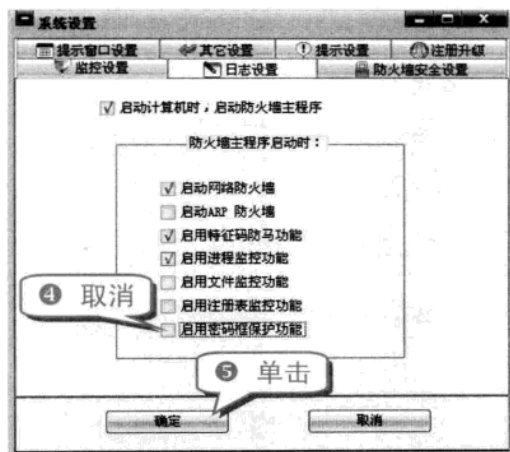 系统设置
提示窗口设置 其它设置 提示设置 注册升级
监控设置 日志设置 防火墙安全设置
启动计算机时，启动防火墙主程序
防火墙主程序启动时：
启动网络防火墙
启动ARP 防火墙
启用特征码防马功能
启用进程监控功能
启用文件监控功能
❹ 取消
启用注册表监控功能
启用密码框保护功能
❺ 单击
确定 取消